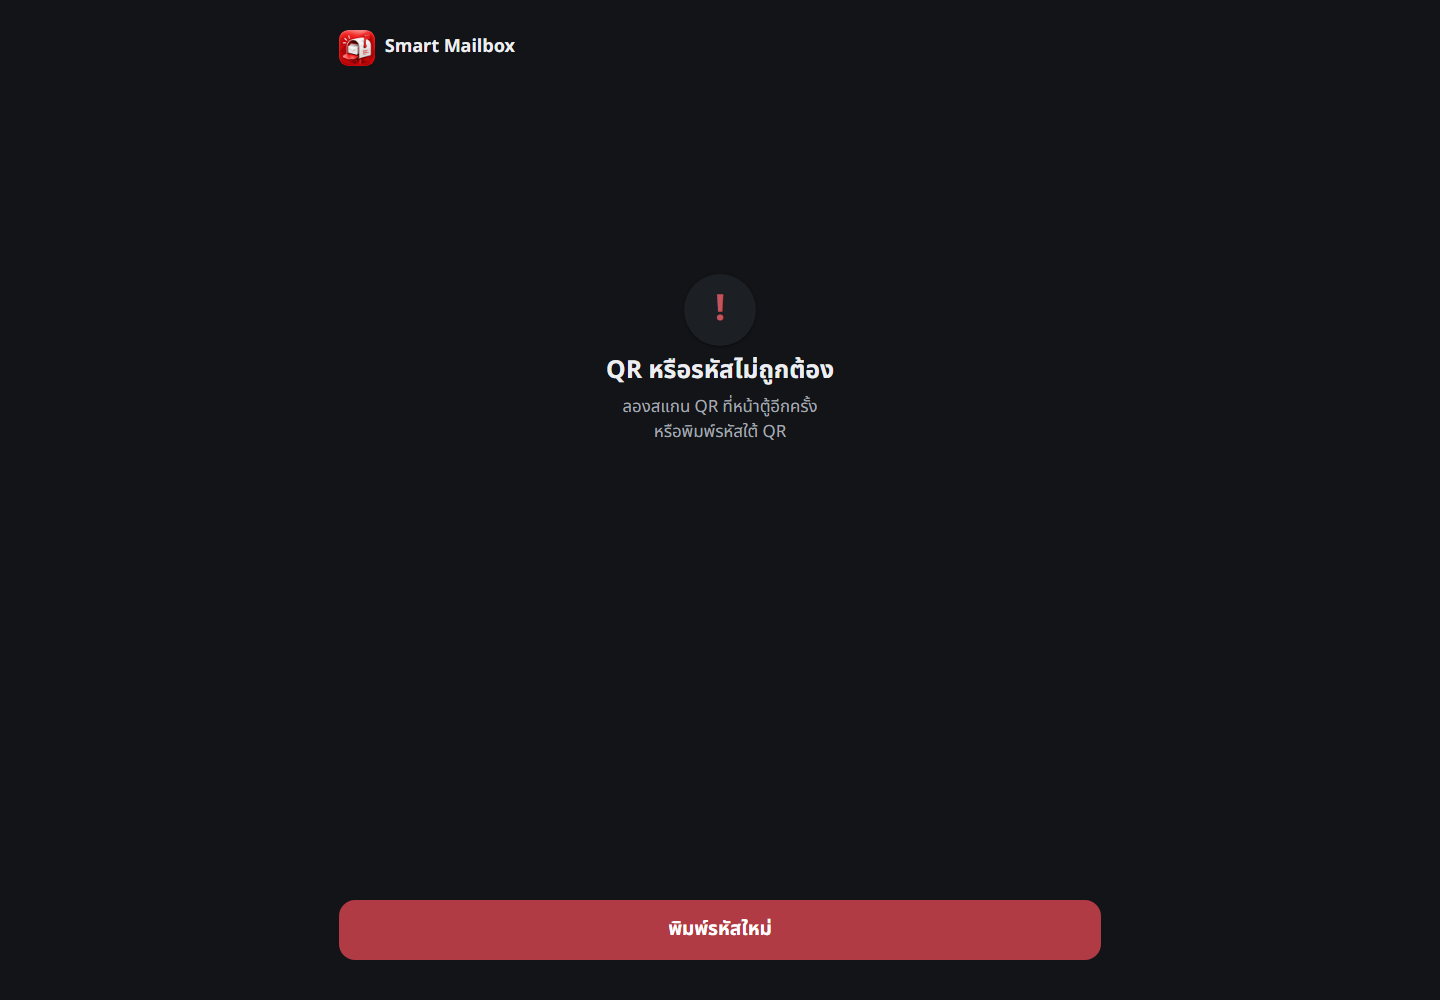 Smart Mailbox
!
QR หรือรหัสไม่ถูกต้อง
ลองสแกน QR ที่หน้าตู้อีกครั้ง
หรือพิมพ์รหัสใต้ QR
พิมพ์รหัสใหม่